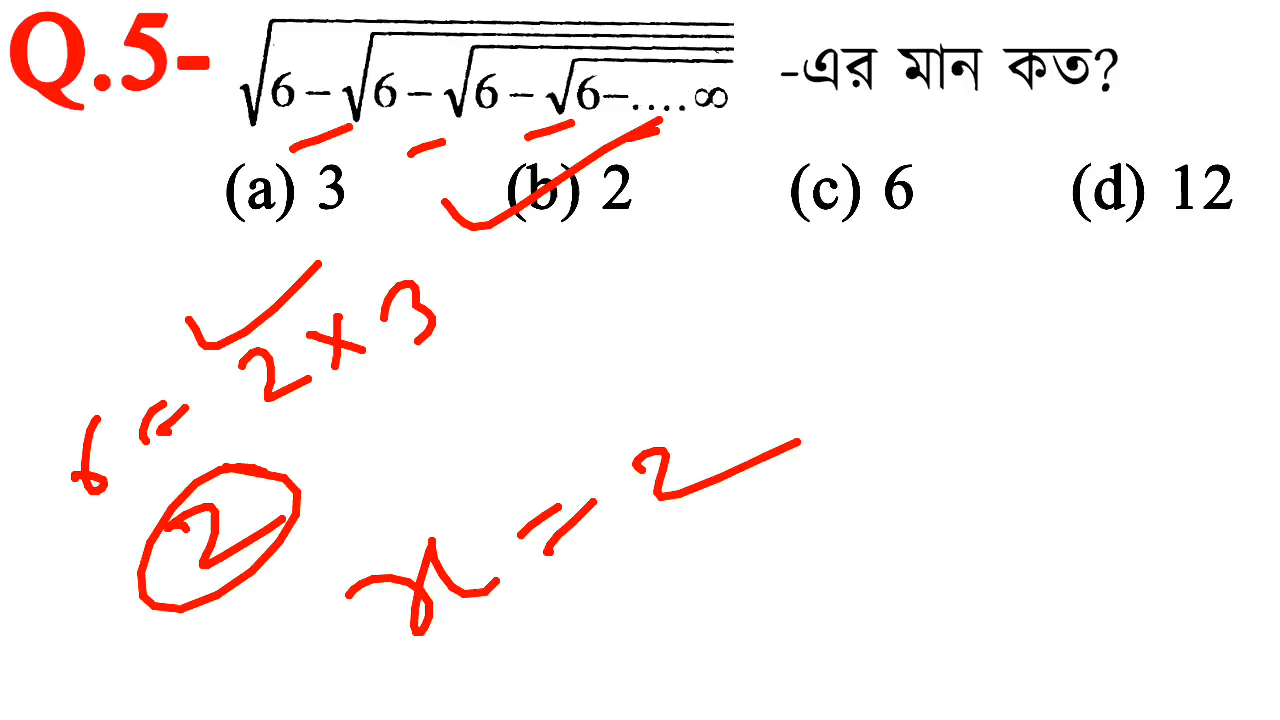 Q.5- √6 – √6 – √6 – √6–....∞ -এর মান কত?
(a) 3 (b) 2 (c) 6 (d) 12
2 × 3
6 =
2
x = 2